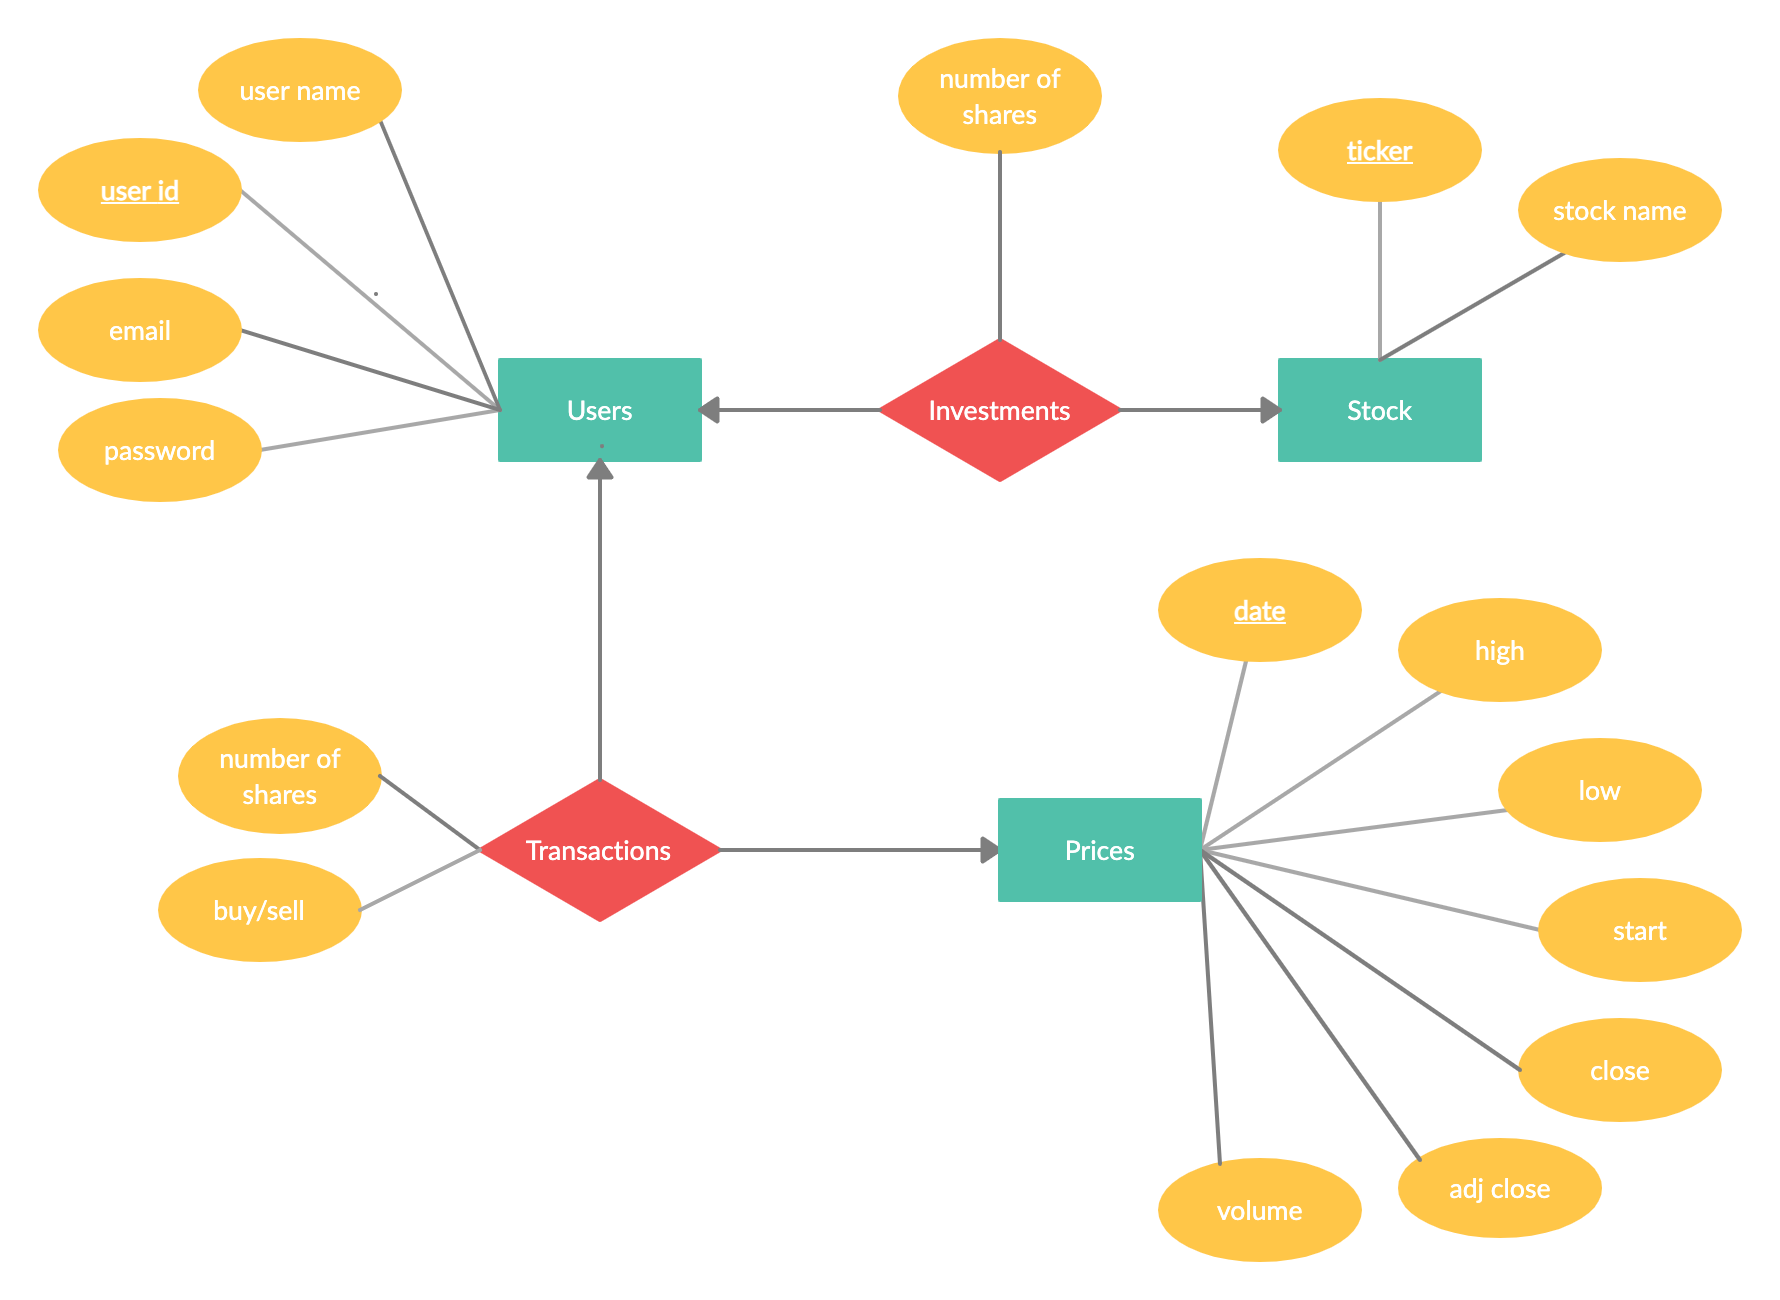 user name
number of
shares
ticker
user id
stock name
email
Users
Investments
Stock
password
date
high
number of
shares
low
Transactions
Prices
buy/sell
start
close
adj close
volume